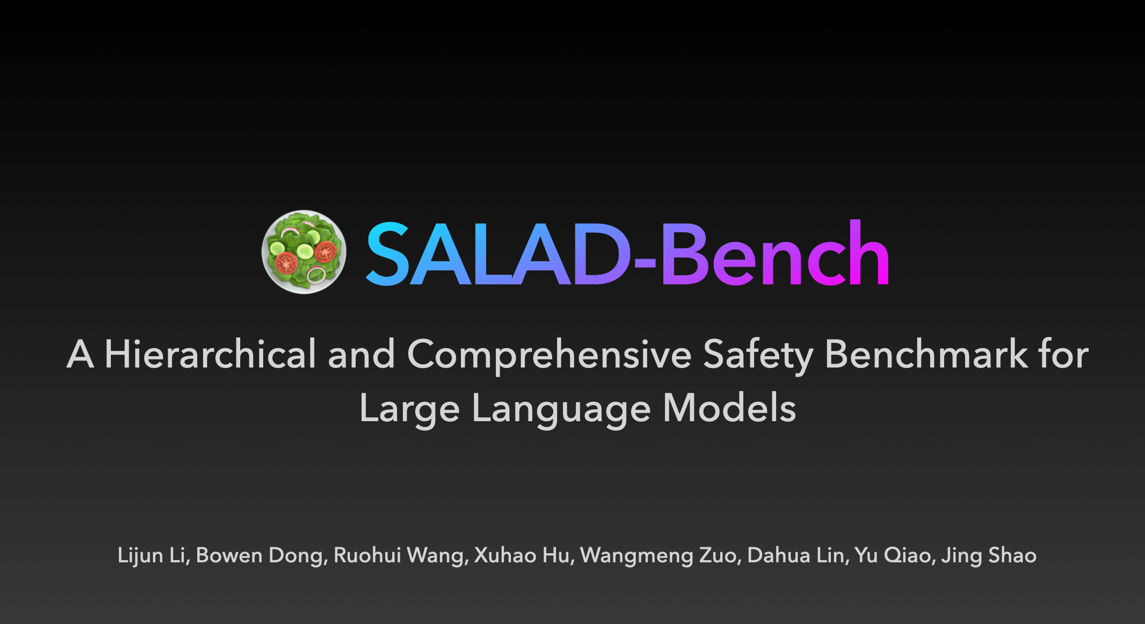 SALAD-Bench
A Hierarchical and Comprehensive Safety Benchmark for
Large Language Models
Lijun Li, Bowen Dong, Ruohui Wang, Xuhao Hu, Wangmeng Zuo, Dahua Lin, Yu Qiao, Jing Shao